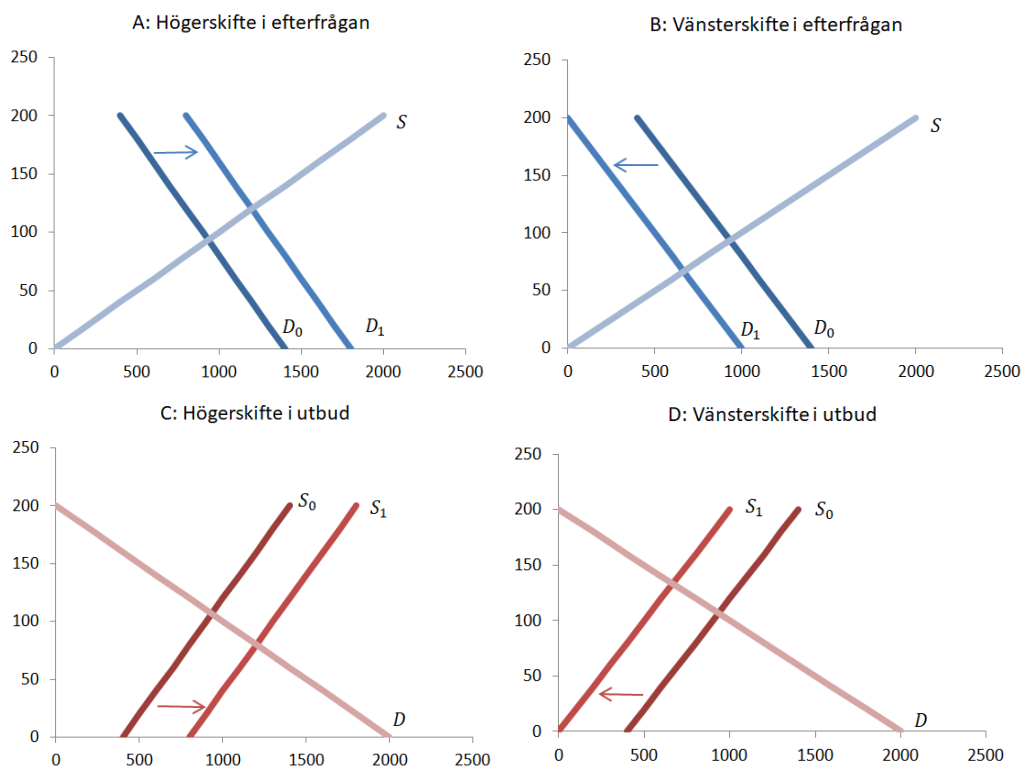 A: Högerskifte i efterfrågan
250
200
150
100
50
0
S
D₀
D₁
0 500 1000 1500 2000 2500
B: Vänsterskifte i efterfrågan
250
200
150
100
50
0
S
D₁
D₀
0 500 1000 1500 2000 2500
C: Högerskifte i utbud
250
200
150
100
50
0
S₀
S₁
D
0 500 1000 1500 2000 2500
D: Vänsterskifte i utbud
250
200
150
100
50
0
S₁
S₀
D
0 500 1000 1500 2000 2500